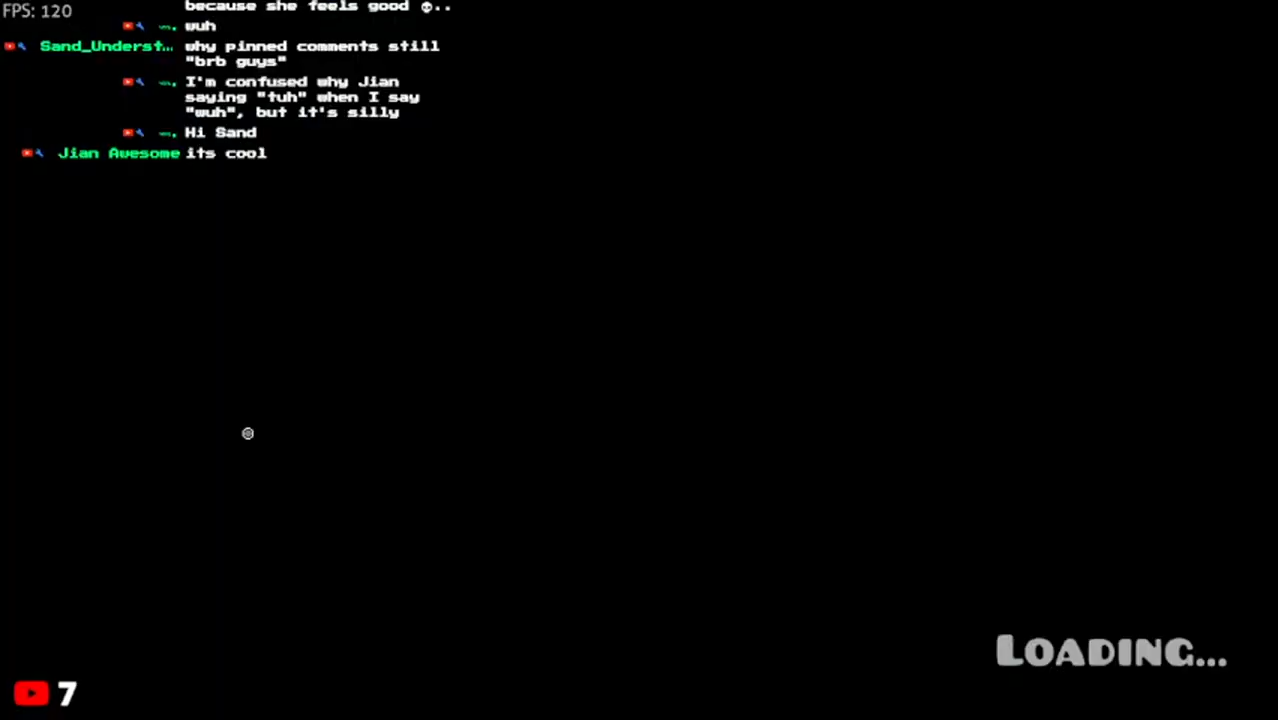 FPS: 120
because she feels good 💀..
wuh
Sand_Underst… why pinned comments still
"brb guys"
I'm confused why Jian
saying "tuh" when I say
"wuh", but it's silly
Hi Sand
Jian Awesome its cool
LOADING...
7